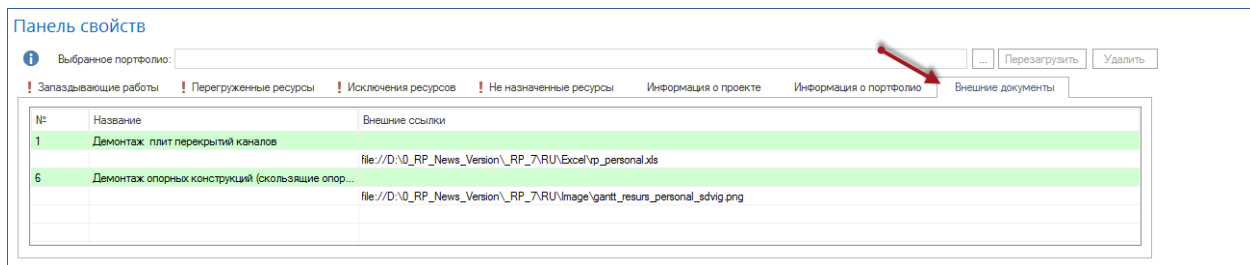 Панель свойств
Выбранное портфолио: ... Перезагрузить Удалить
! Запаздывающие работы ! Перегруженные ресурсы ! Исключения ресурсов ! Не назначенные ресурсы Информация о проекте Информация о портфолио Внешние документы
№ Название Внешние ссылки
1 Демонтаж плит перекрытий каналов
file://D:\0_RP_News_Version\_RP_7\RU\Excel\rp_personal.xls
6 Демонтаж опорных конструкций (скользящие опор...
file://D:\0_RP_News_Version\_RP_7\RU\Image\gantt_resurs_personal_sdvig.png